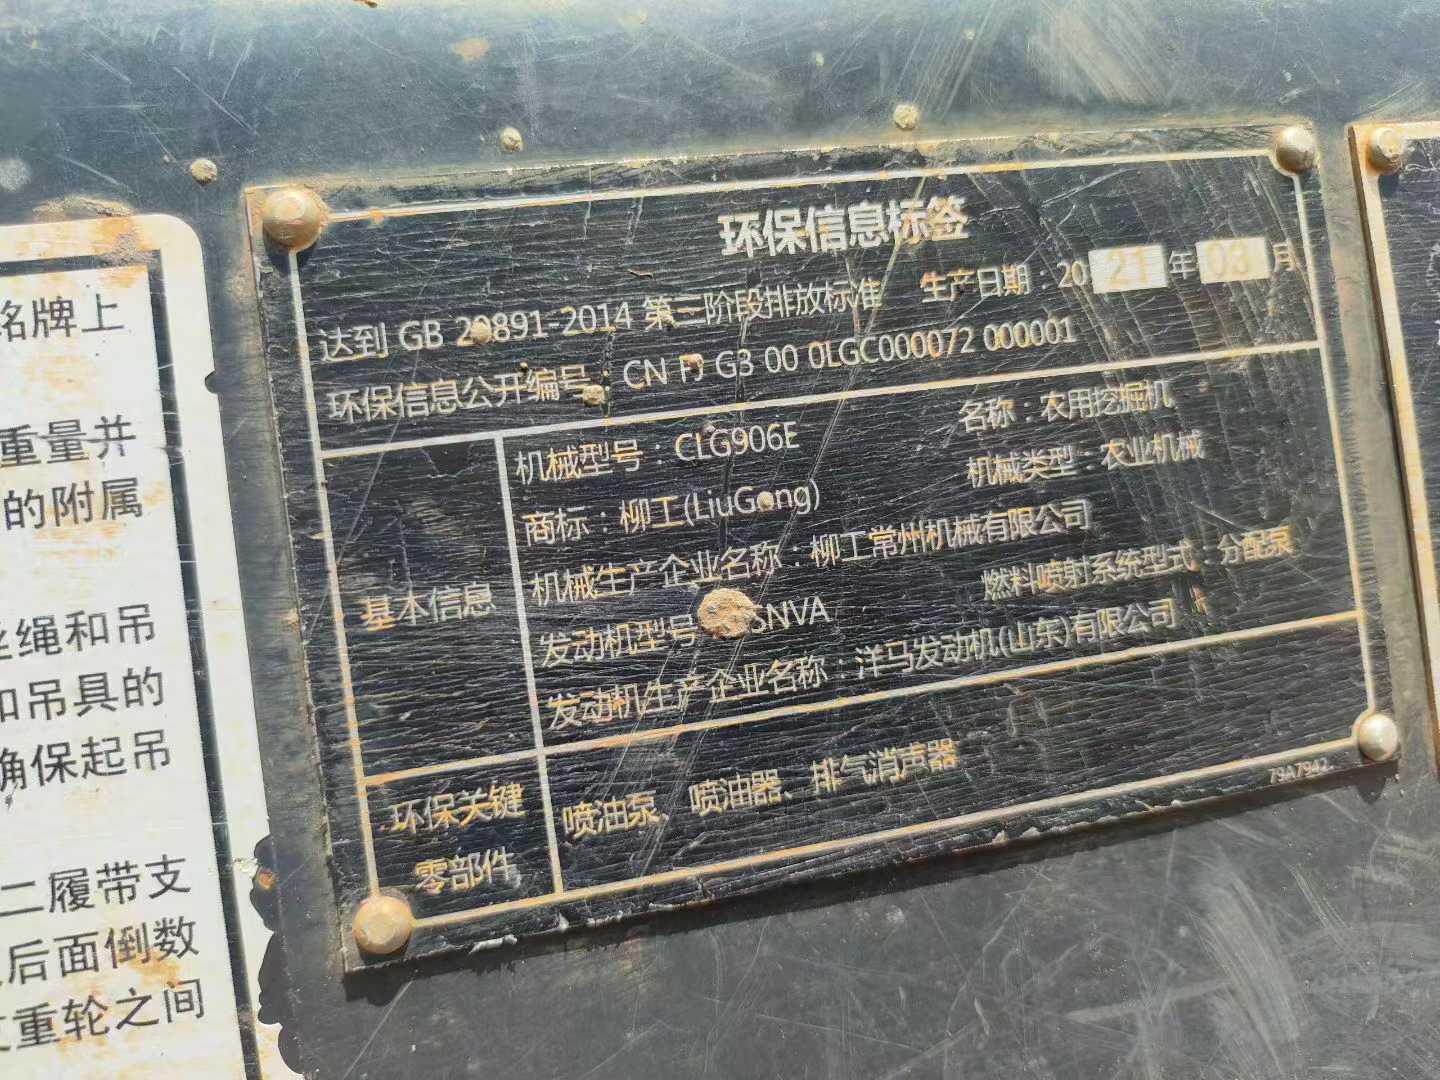 环保信息标签
达到 GB 20891-2014 第三阶段排放标准 生产日期：2021年03月
环保信息公开编号： CN FJ G3 00 0LGC000072 000001
基本信息
机械型号：CLG906E 名称：农用挖掘机
商标：柳工(LiuGong) 机械类型：农业机械
机械生产企业名称：柳工常州机械有限公司
发动机型号 SNVA 燃料喷射系统型式：分配泵
发动机生产企业名称：洋马发动机(山东)有限公司
环保关键
零部件
喷油泵、喷油器、排气消声器
79A7942
铭牌上
重量并
的附属
丝绳和吊
和吊具的
确保起吊
二履带支
后面倒数
支重轮之间